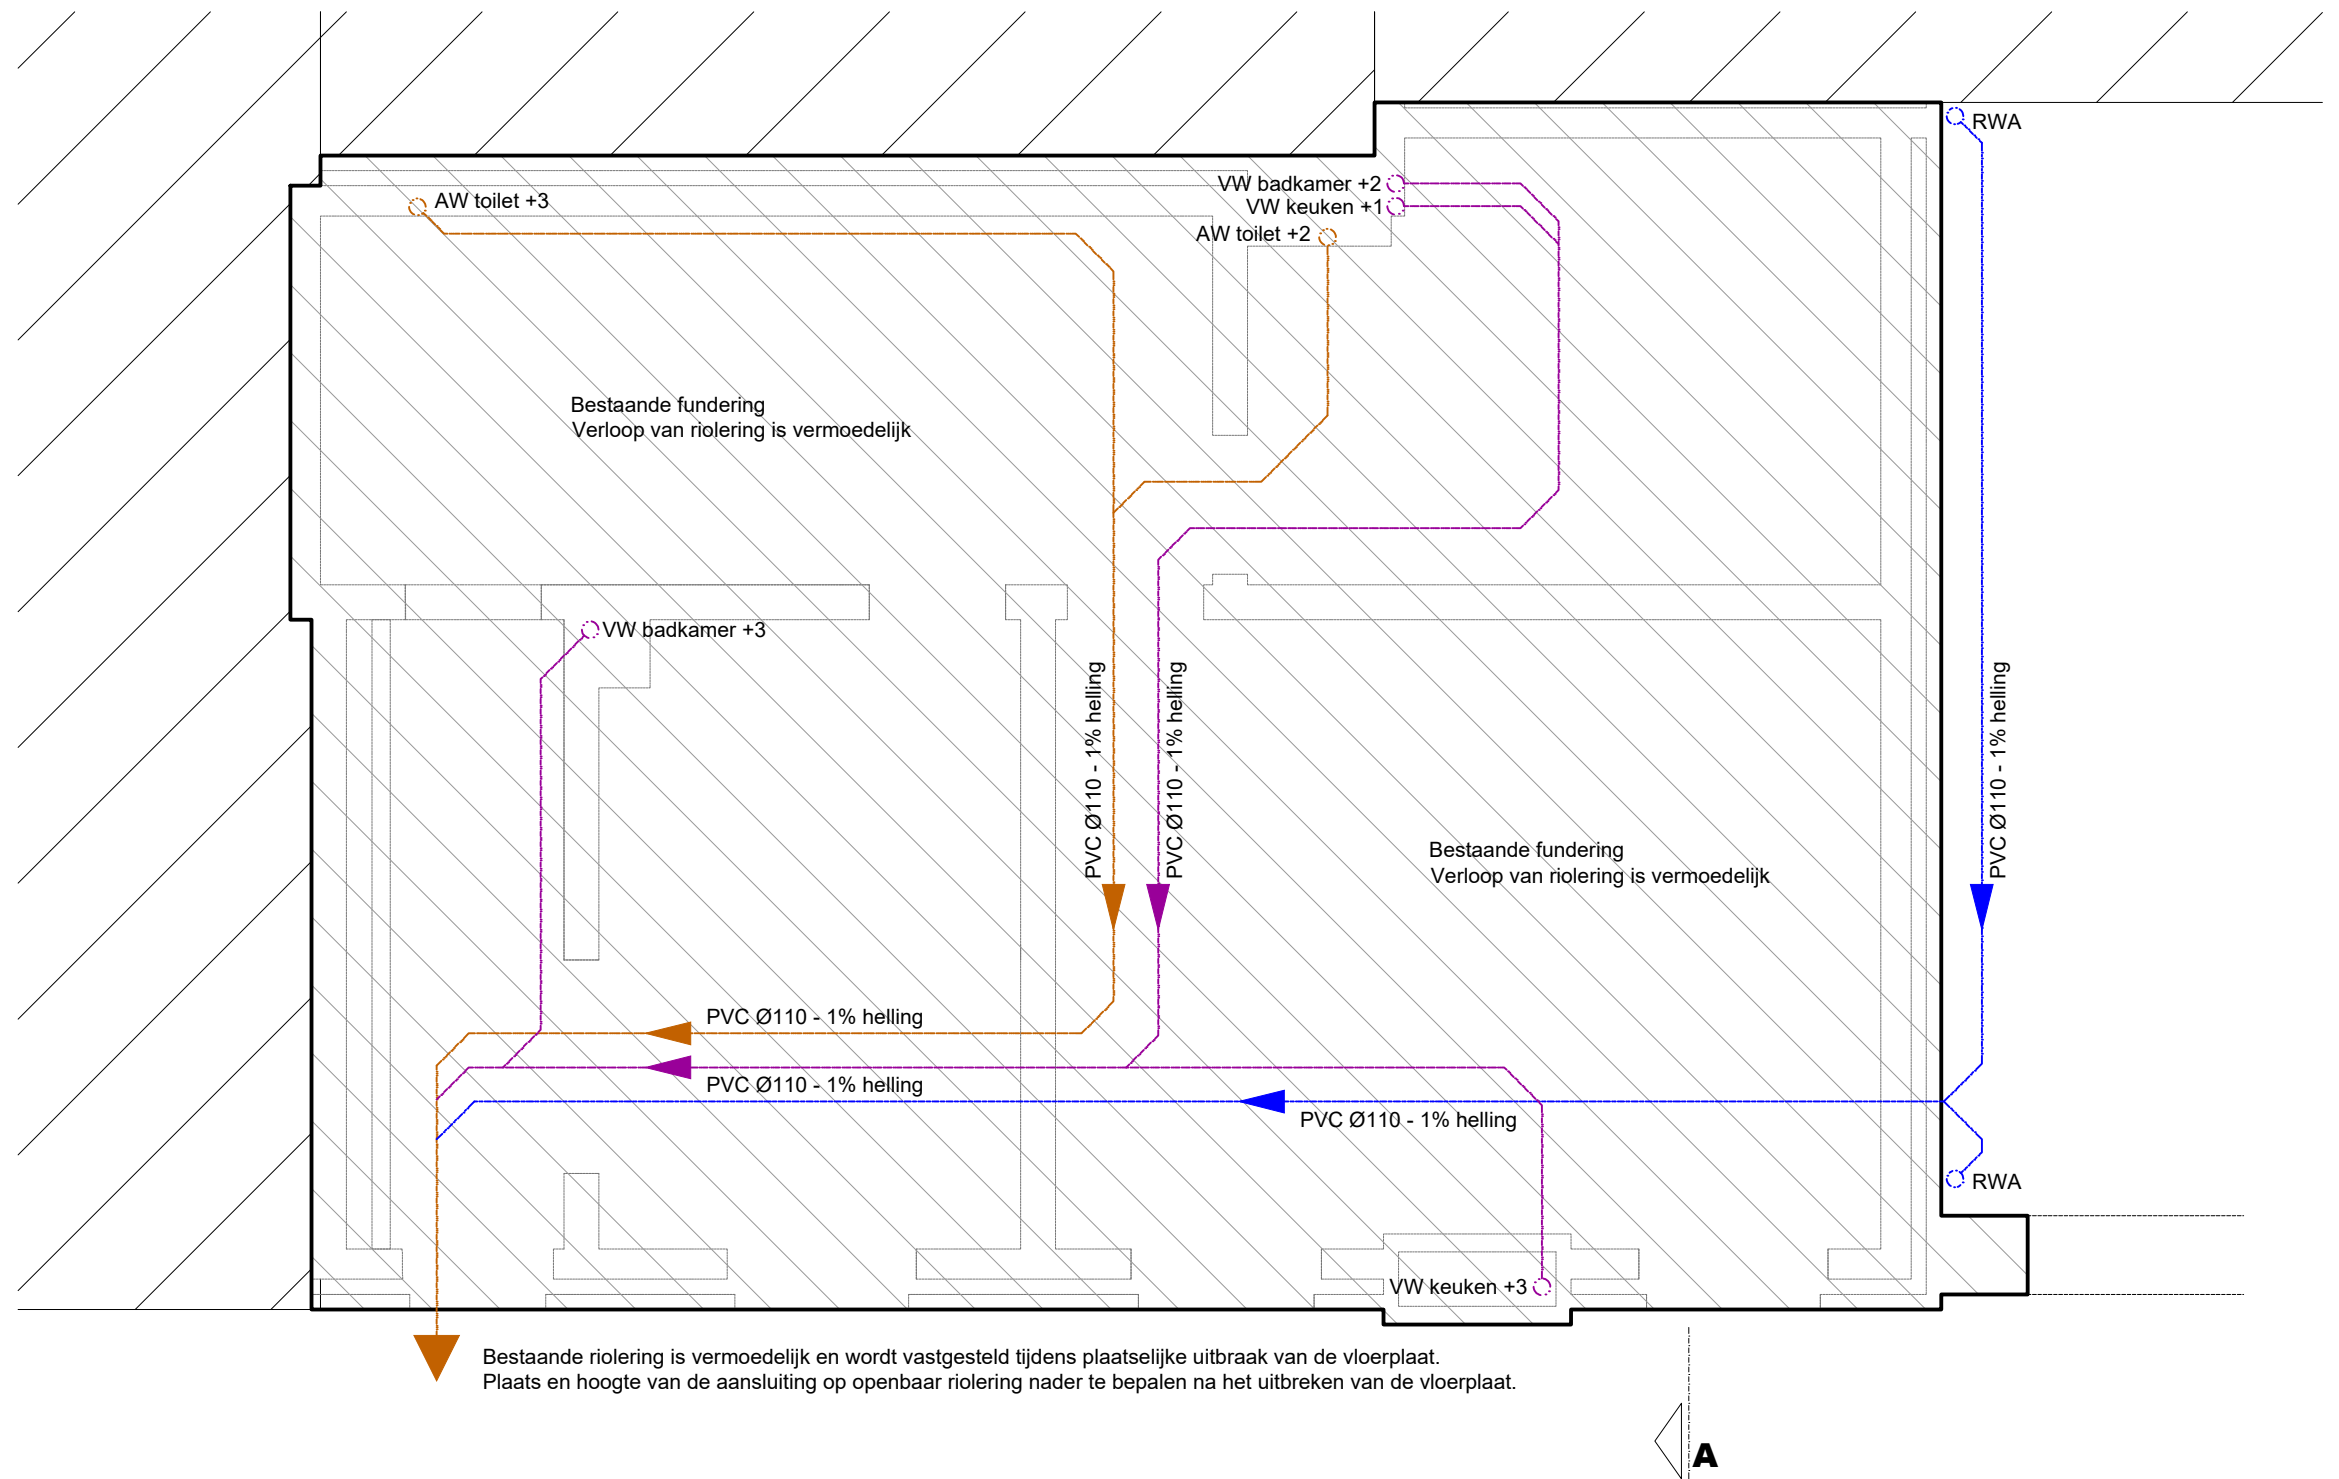 RWA
VW badkamer +2
AW toilet +3
VW keuken +1
AW toilet +2
Bestaande fundering
Verloop van riolering is vermoedelijk
VW badkamer +3
PVC Ø110 - 1% helling
PVC Ø110 - 1% helling
PVC Ø110 - 1% helling
Bestaande fundering
Verloop van riolering is vermoedelijk
PVC Ø110 - 1% helling
PVC Ø110 - 1% helling
PVC Ø110 - 1% helling
RWA
VW keuken +3
Bestaande riolering is vermoedelijk en wordt vastgesteld tijdens plaatselijke uitbraak van de vloerplaat.
Plaats en hoogte van de aansluiting op openbaar riolering nader te bepalen na het uitbreken van de vloerplaat.
A